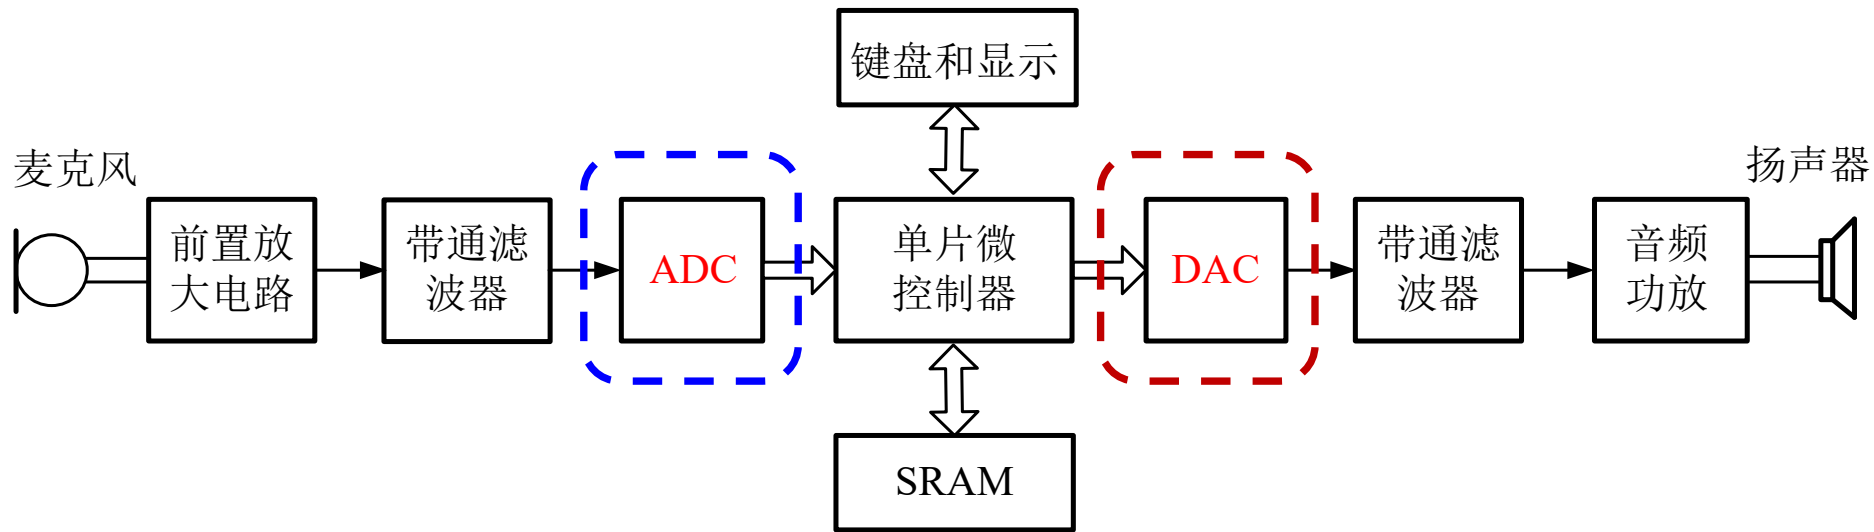 键盘和显示
麦克风
扬声器
前置放
大电路
带通滤
波器
ADC
单片微
控制器
DAC
带通滤
波器
音频
功放
SRAM